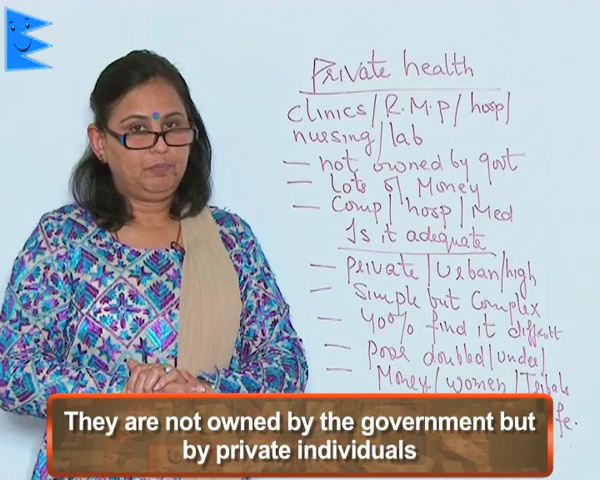 Private health
clinics/R.M.P/hosp/
nursing/lab
— not owned by govt
— Lots of Money
— Comp/hosp/Med
Is it adequate
— Private/Urban/high
— Simple but Complex
— 40% find it difficult
— Poor doubled/under/
— Money/women/Tribals
fe.
They are not owned by the government but
by private individuals